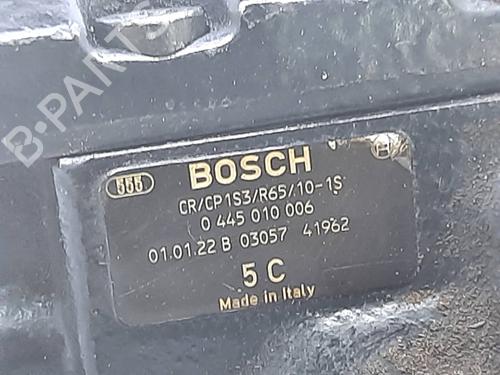 B-PARTS
555
BOSCH
CR/CP1S3/R65/10-1S
0 445 010 006
01.01.22 B 03057 41962
5 C
Made in Italy